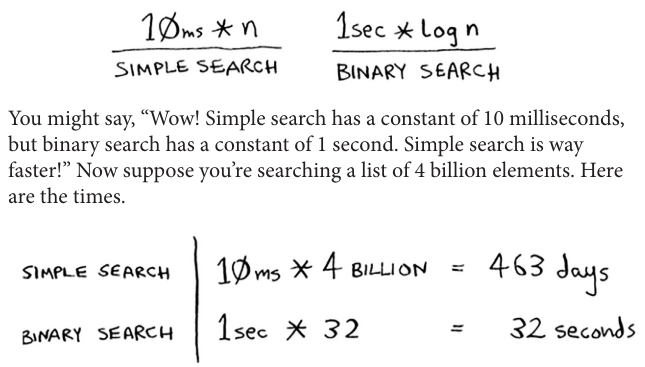 10ms * n    1sec * log n
SIMPLE SEARCH    BINARY SEARCH
You might say, “Wow! Simple search has a constant of 10 milliseconds,
but binary search has a constant of 1 second. Simple search is way
faster!” Now suppose you’re searching a list of 4 billion elements. Here
are the times.
SIMPLE SEARCH | 10ms * 4 BILLION = 463 days
BINARY SEARCH | 1sec * 32 = 32 seconds